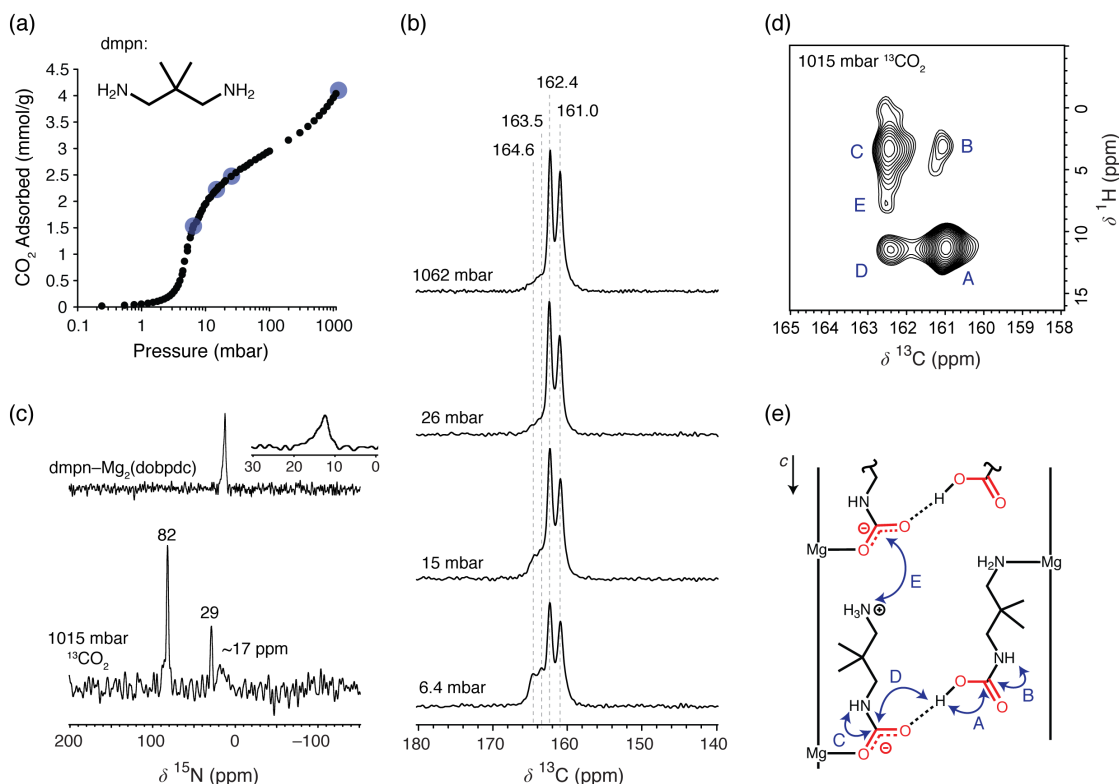 (a)
dmpn:
H₂N
NH₂
CO₂ Adsorbed (mmol/g)
4.5
4
3.5
3
2.5
2
1.5
1
0.5
0
0.1
1
10
100
1000
Pressure (mbar)
(b)
162.4
163.5
161.0
164.6
1062 mbar
26 mbar
15 mbar
6.4 mbar
180
170
160
150
140
δ ¹³C (ppm)
(c)
dmpn–Mg₂(dobpdc)
30
20
10
0
82
29
~17 ppm
1015 mbar
¹³CO₂
200
100
0
−100
δ ¹⁵N (ppm)
(d)
1015 mbar ¹³CO₂
C
B
E
D
A
0
5
10
15
δ ¹H (ppm)
165
164
163
162
161
160
159
158
δ ¹³C (ppm)
(e)
c
HN
H
O
O
⊖
O
O
Mg
O
H₂N
Mg
E
H₃N
⊕
NH
D
O
HN
H
B
A
O
C
O
Mg
O
⊖